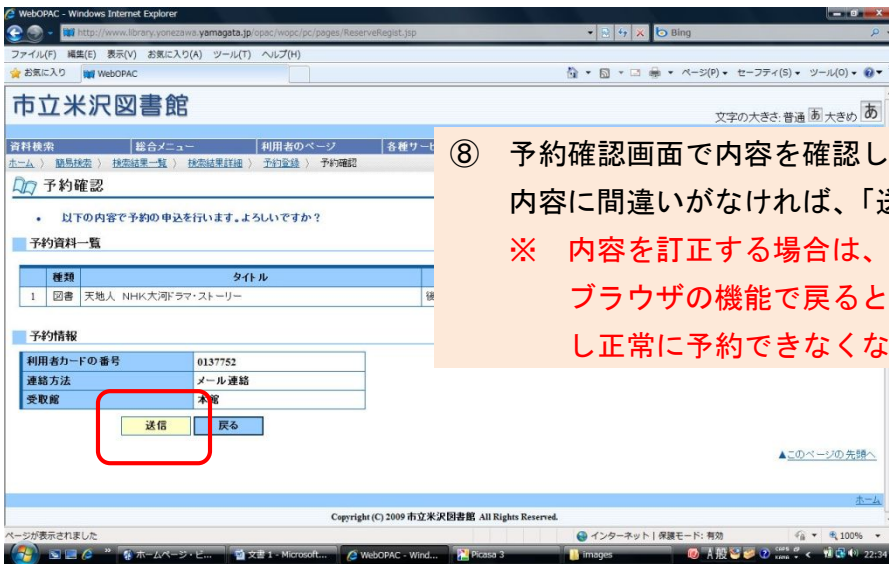 WebOPAC - Windows Internet Explorer
http://www.library.yonezawa.yamagata.jp/opac/wopc/pc/pages/ReserveRegist.jsp
Bing
ファイル(F) 編集(E) 表示(V) お気に入り(A) ツール(T) ヘルプ(H)
お気に入り WebOPAC ページ(P) セーフティ(S) ツール(O)
市立米沢図書館
文字の大きさ: 普通 あ 大きめ あ
資料検索 総合メニュー 利用者のページ 各種サービ
ホーム 〉 簡易検索 〉 検索結果一覧 〉 検索結果詳細 〉 予約登録 〉 予約確認
予約確認
• 以下の内容で予約の申込を行います。よろしいですか?
予約資料一覧
種類 タイトル
1 図書 天地人 NHK大河ドラマ・ストーリー 後
予約情報
利用者カードの番号 0137752
連絡方法 メール連絡
受取館 本館
送信 戻る
⑧ 予約確認画面で内容を確認し
内容に間違いがなければ、「送
※ 内容を訂正する場合は、
ブラウザの機能で戻ると
し正常に予約できなくな
▲このページの先頭へ
ホーム
Copyright (C) 2009 市立米沢図書館 All Rights Reserved.
ページが表示されました インターネット | 保護モード: 有効 100%
ホームページ・ビ... 文書 1 - Microsoft... WebOPAC - Wind... Picasa 3 images A 般 CAPS KANA 22:34